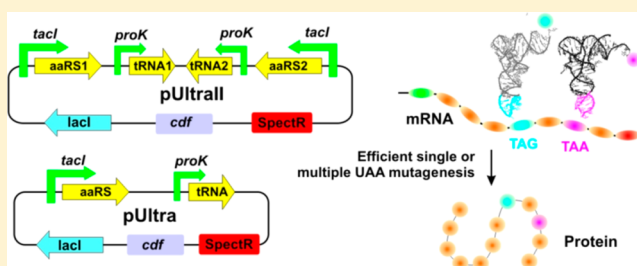 tacI proK proK tacI
aaRS1 tRNA1 tRNA2 aaRS2
pUltraII
lacI cdf SpectR
tacI proK
aaRS tRNA
pUltra
lacI cdf SpectR
mRNA
TAG TAA
Efficient single or
multiple UAA mutagenesis
Protein